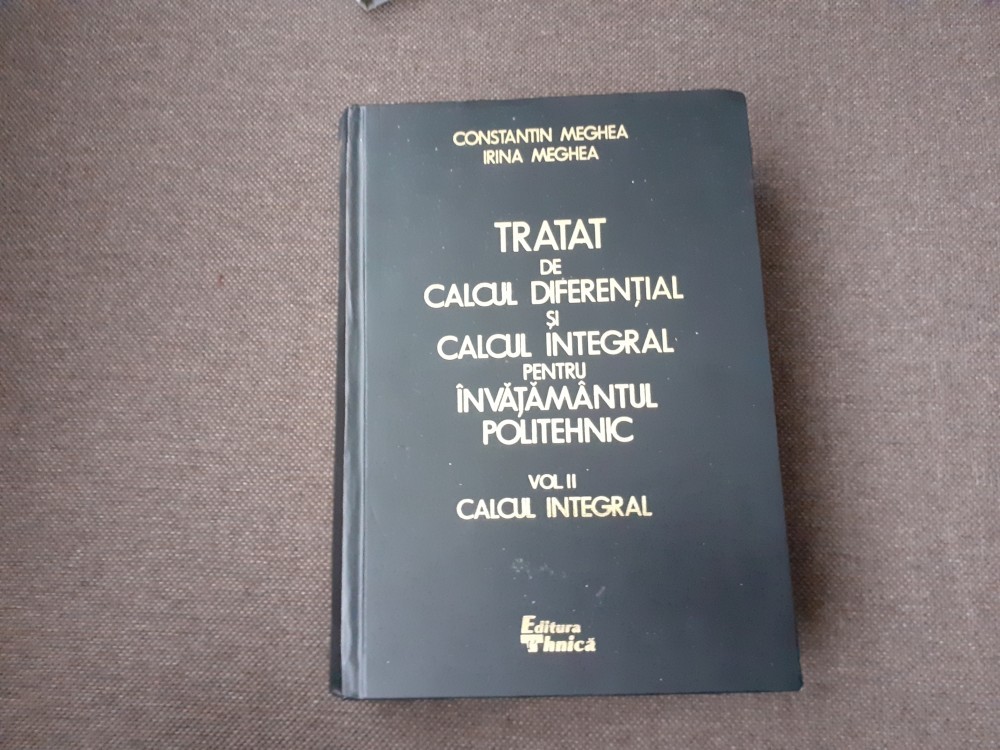 CONSTANTIN MEGHEA
IRINA MEGHEA
TRATAT
DE
CALCUL DIFERENȚIAL
ȘI
CALCUL INTEGRAL
PENTRU
ÎNVĂȚĂMÂNTUL
POLITEHNIC
VOL II
CALCUL INTEGRAL
Editura
Thnică